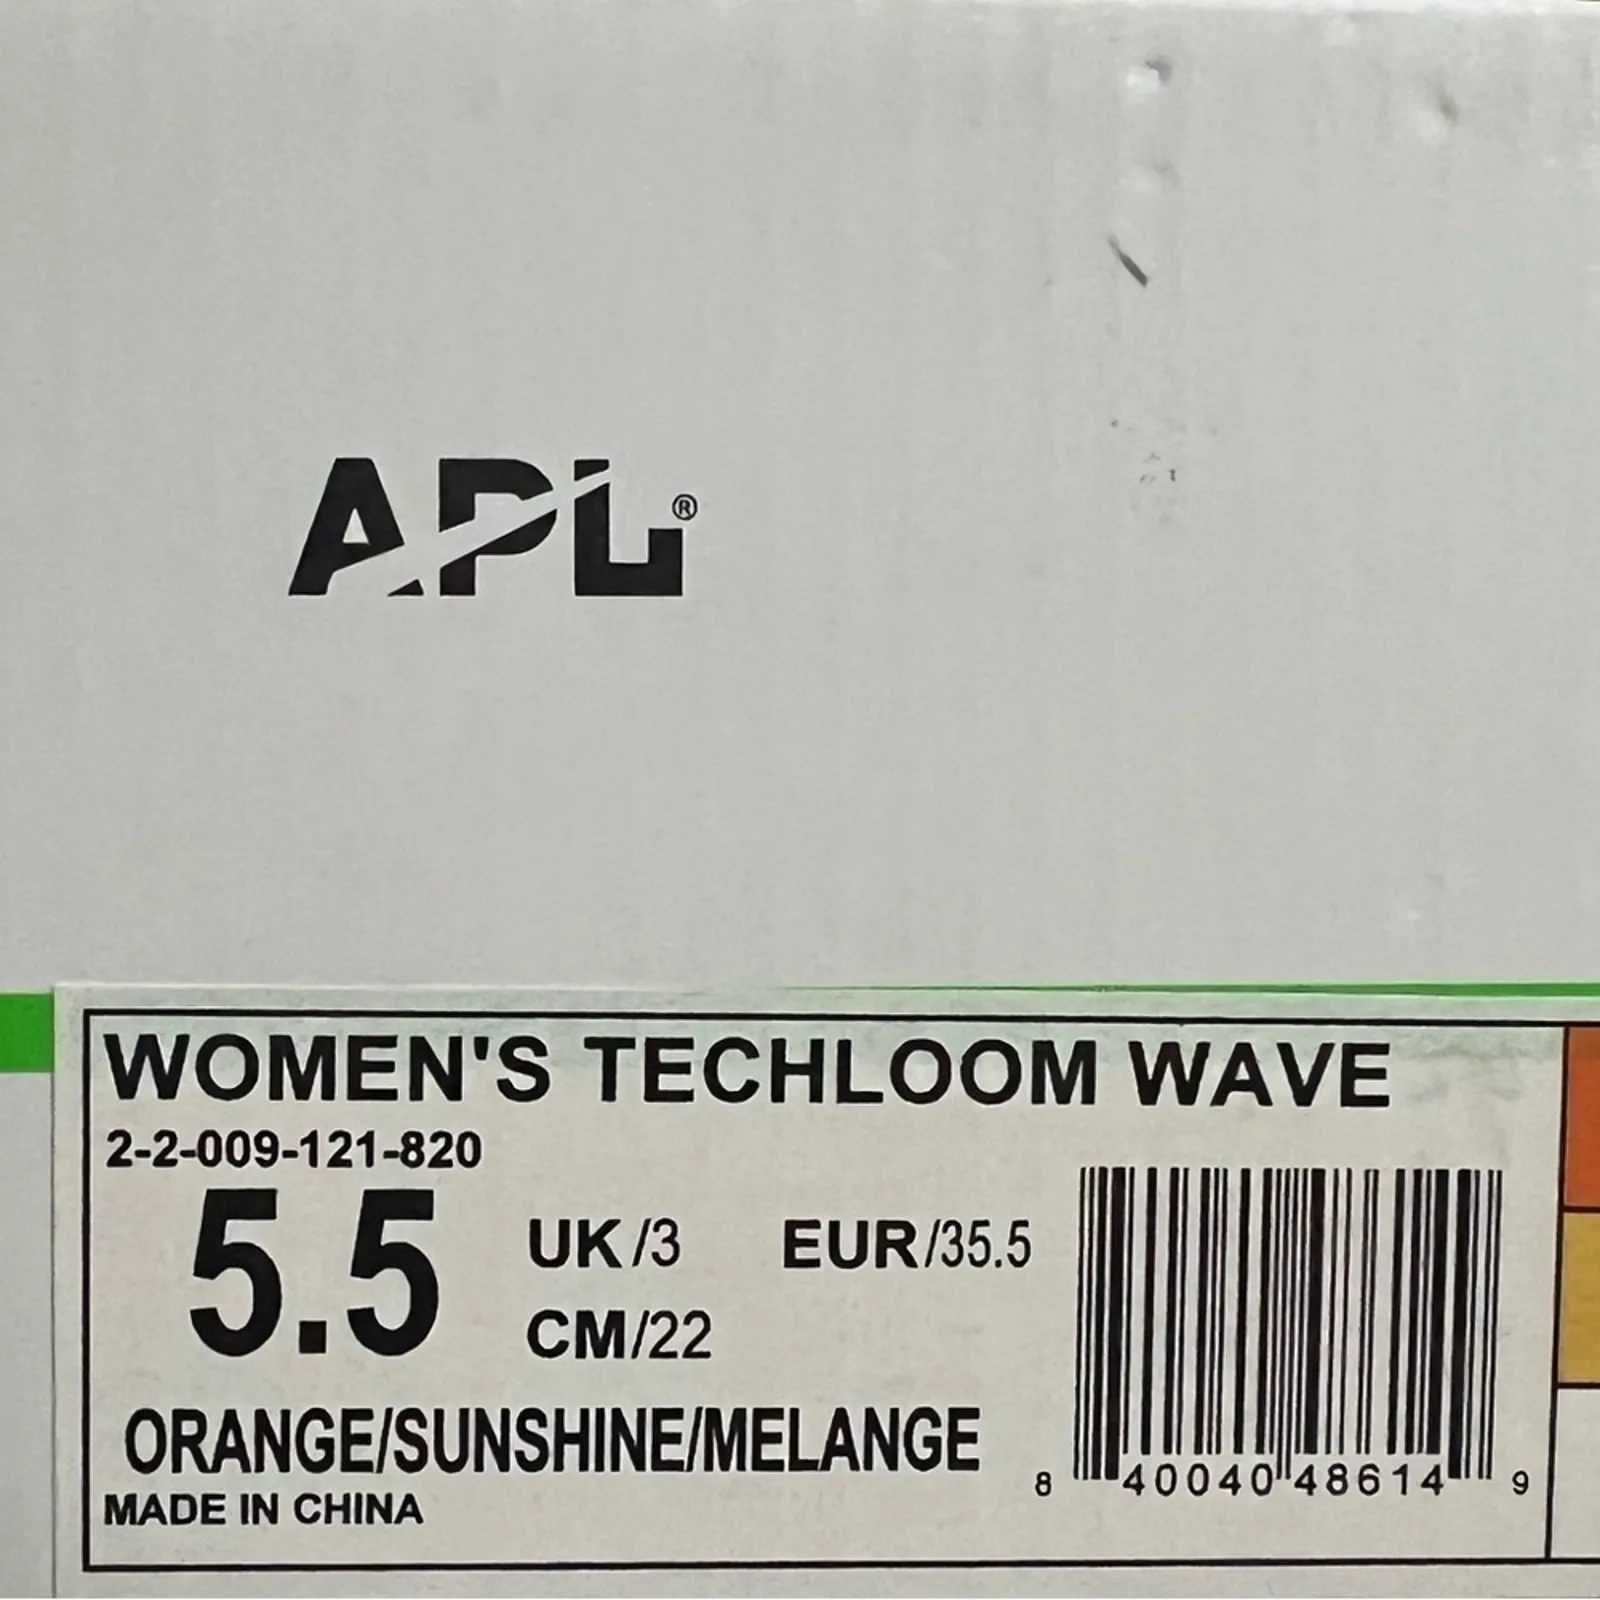 APL®
WOMEN'S TECHLOOM WAVE
2-2-009-121-820
5.5 UK/3 EUR/35.5
CM/22
ORANGE/SUNSHINE/MELANGE
MADE IN CHINA
8 40040 48614 9